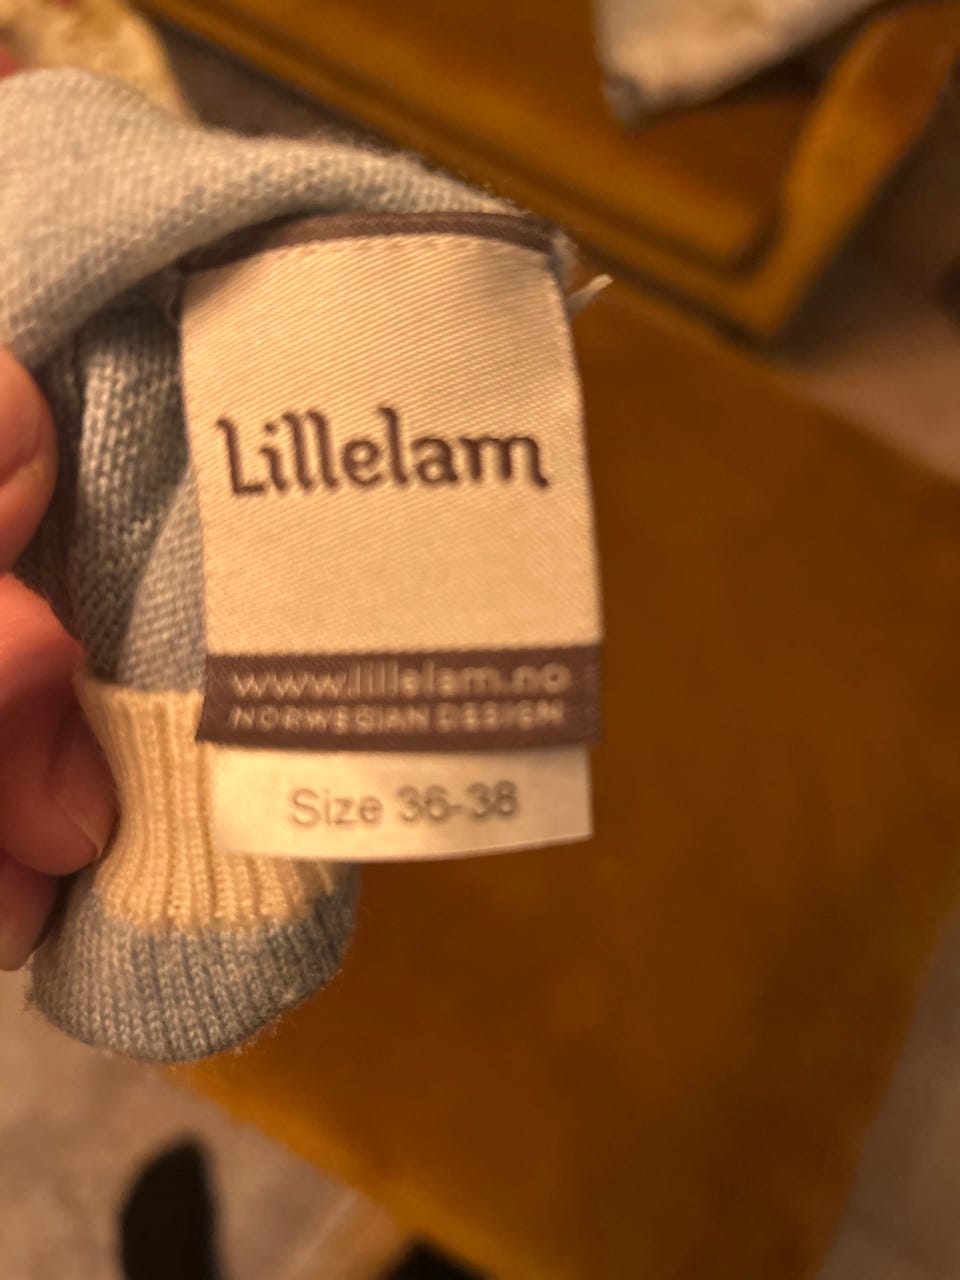 Lillelam
www.lillelam.no
NORWEGIAN DESIGN
Size 36-38